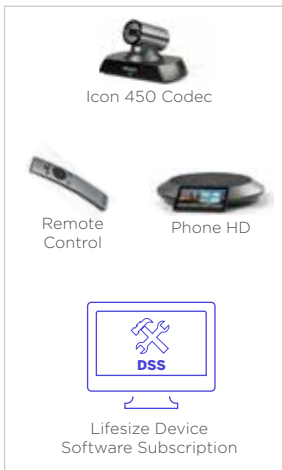 Icon 450 Codec
Remote
Control
Phone HD
DSS
Lifesize Device
Software Subscription